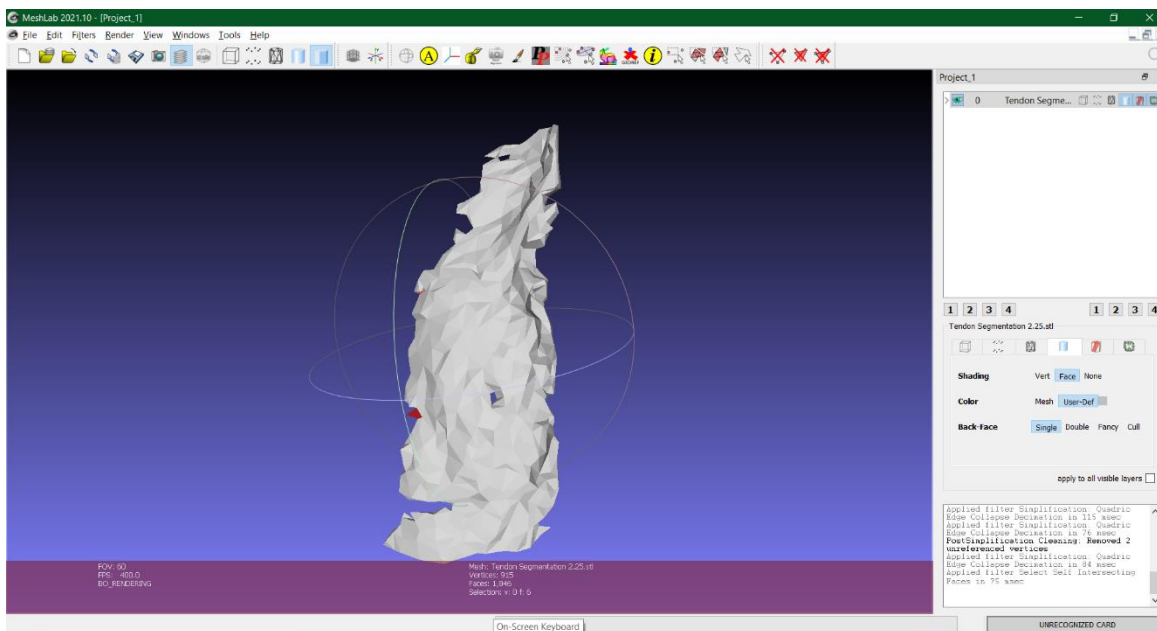 MeshLab 2021.10 - [Project_1]
File Edit Filters Render View Windows Tools Help
Project_1
0 Tendon Segme...
1 2 3 4 1 2 3 4
Tendon Segmentation 2.25.stl
Shading Vert Face None
Color Mesh User-Def
Back-Face Single Double Fancy Cull
apply to all visible layers
Applied filter Simplification: Quadric
Edge Collapse Decimation in 115 msec
Applied filter Simplification: Quadric
Edge Collapse Decimation in 76 msec
PostSimplification Cleaning: Removed 2
unreferenced vertices
Applied filter Simplification: Quadric
Edge Collapse Decimation in 84 msec
Applied filter Select Self Intersecting
Faces in 75 msec
FOV: 60
FPS: 400.0
BO_RENDERING
Mesh: Tendon Segmentation 2.25.stl
Vertices: 915
Faces: 1,846
Selection: v: 0 f: 6
On-Screen Keyboard
UNRECOGNIZED CARD